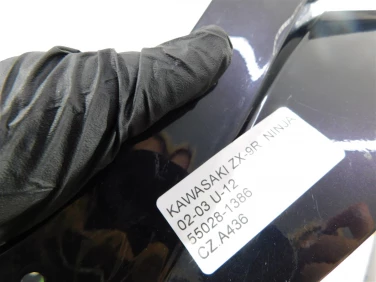 KAWASAKI ZX-9R NINJA
02-03 U-12
55028-1386
CZ.A436